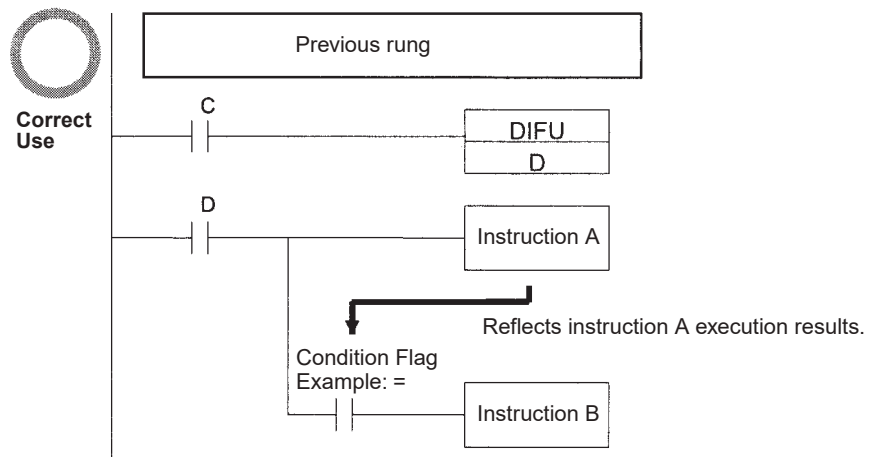 Previous rung
Correct
Use
C
DIFU
D
D
Instruction A
Reflects instruction A execution results.
Condition Flag
Example: =
Instruction B